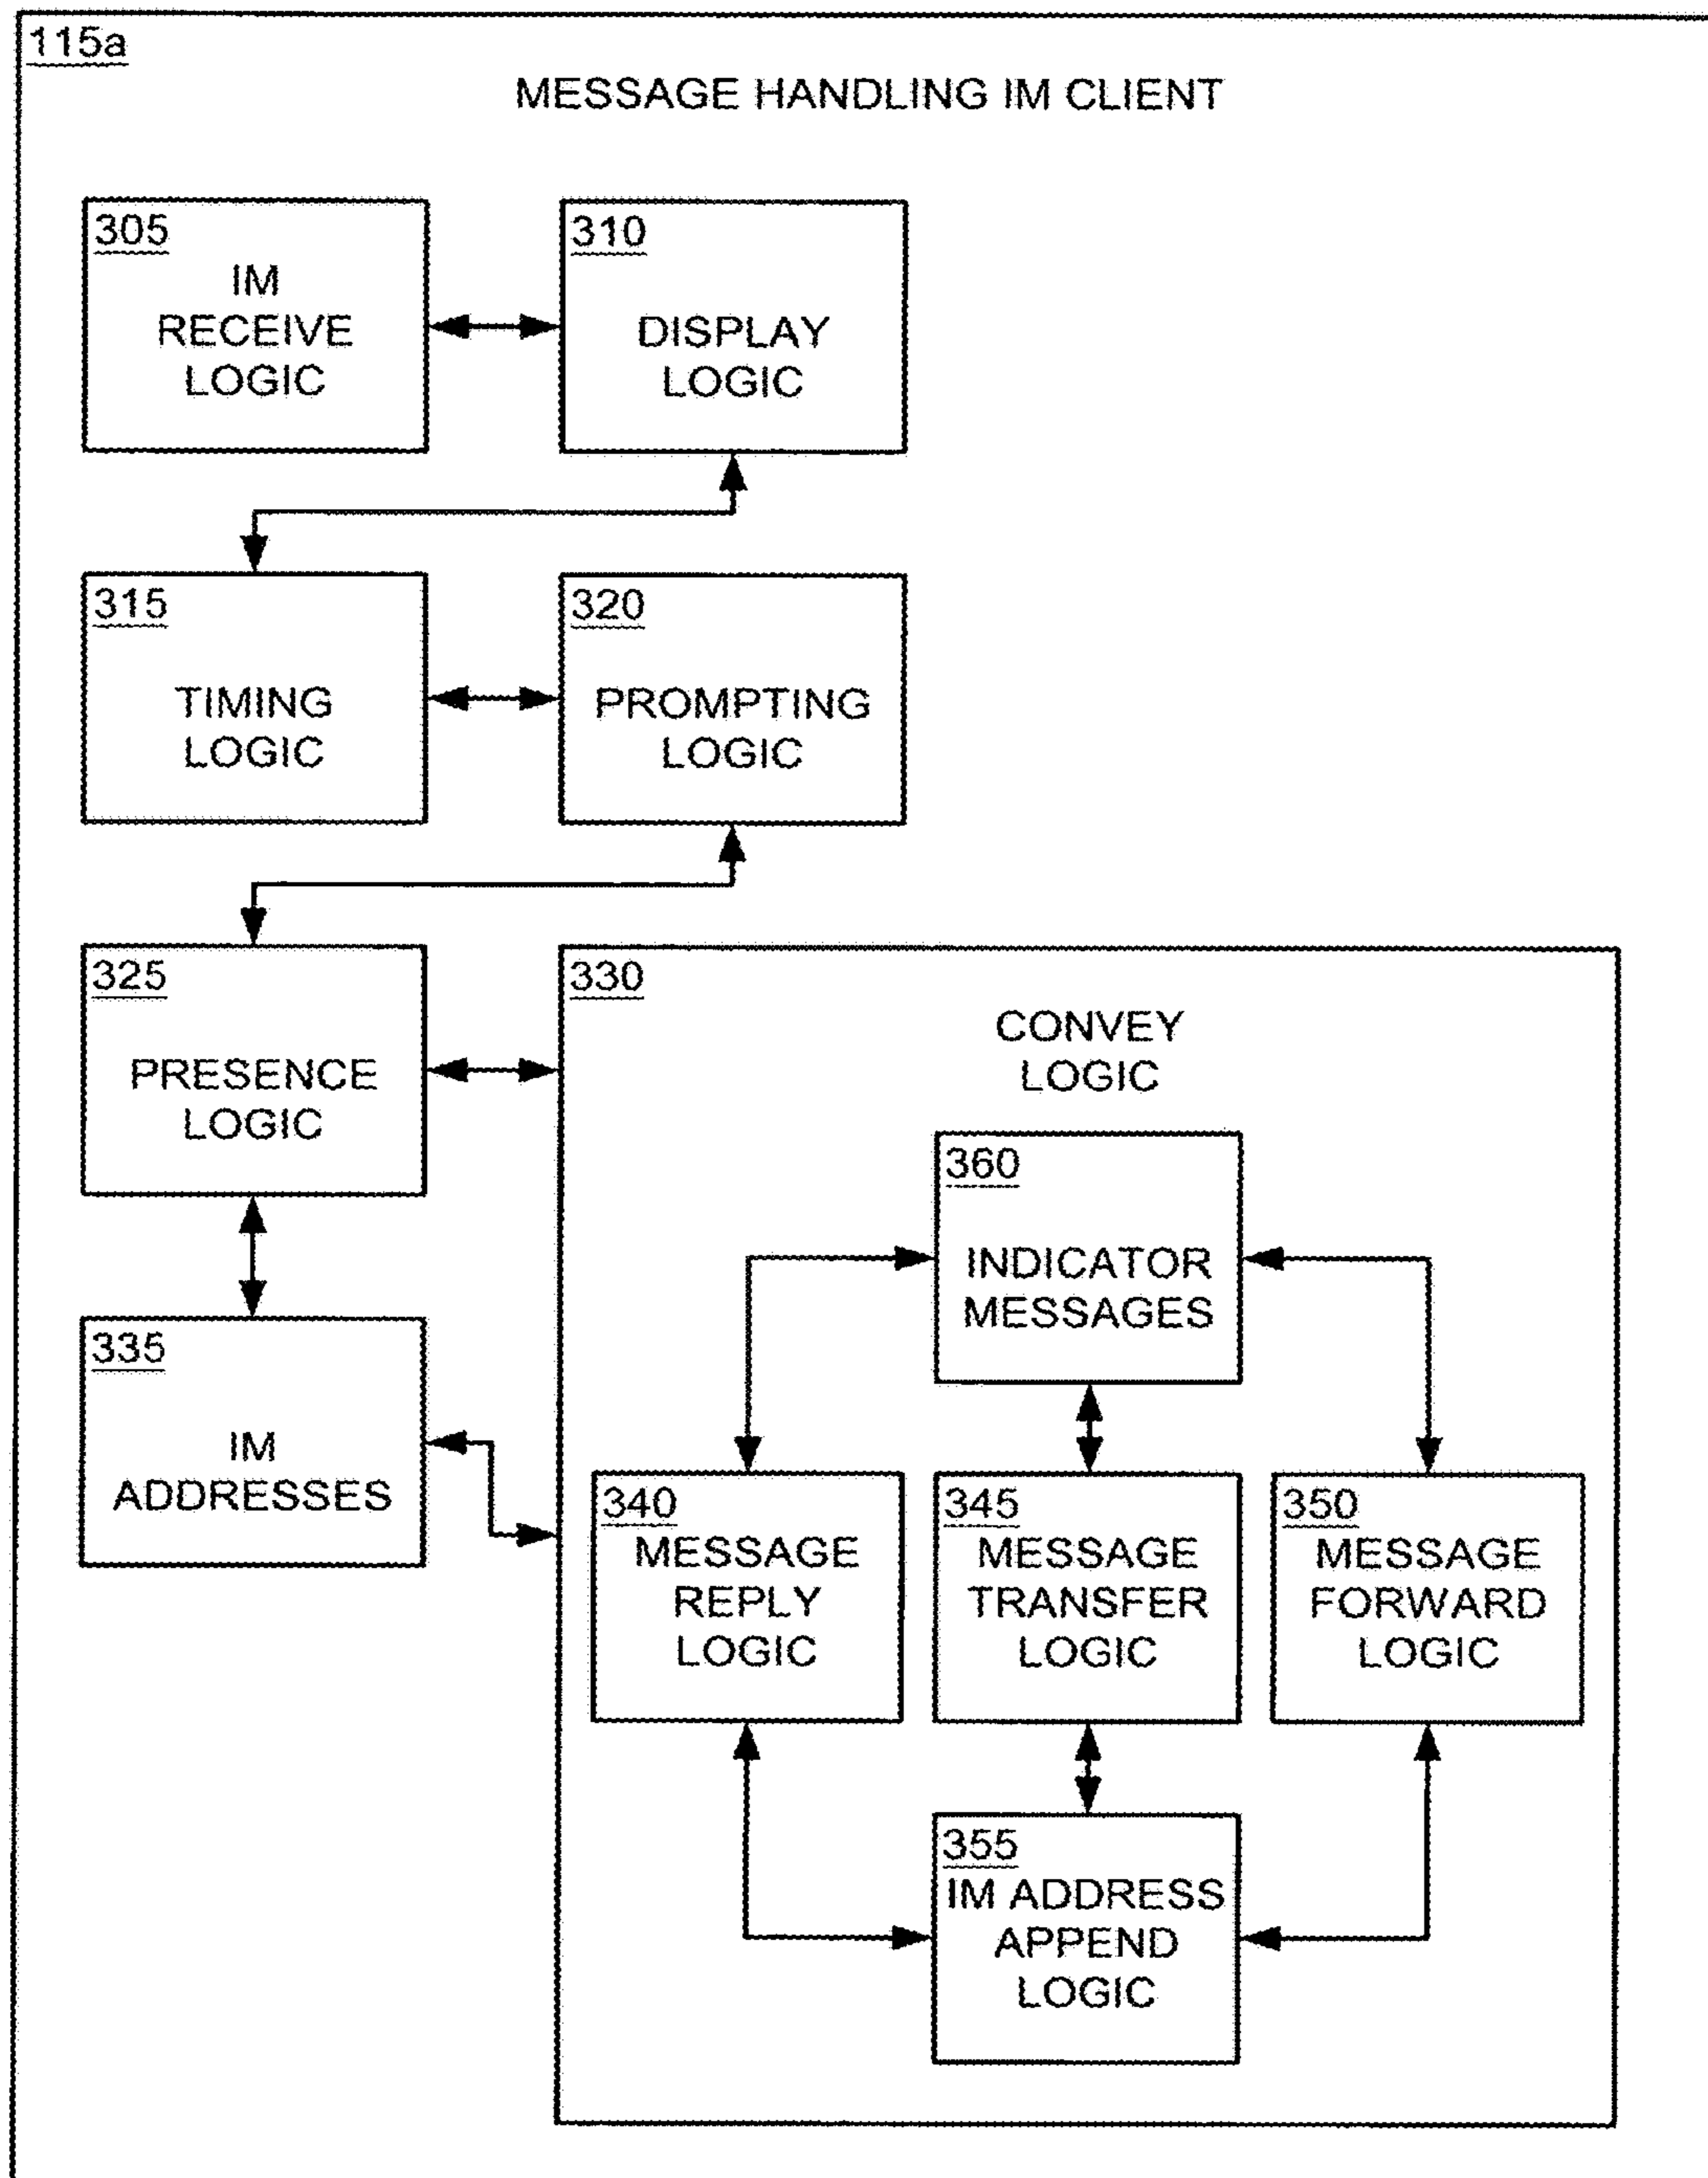 115a
MESSAGE HANDLING IM CLIENT
305
IM
RECEIVE
LOGIC
310
DISPLAY
LOGIC
315
TIMING
LOGIC
320
PROMPTING
LOGIC
325
PRESENCE
LOGIC
330
CONVEY
LOGIC
360
INDICATOR
MESSAGES
335
IM
ADDRESSES
340
MESSAGE
REPLY
LOGIC
345
MESSAGE
TRANSFER
LOGIC
350
MESSAGE
FORWARD
LOGIC
355
IM ADDRESS
APPEND
LOGIC